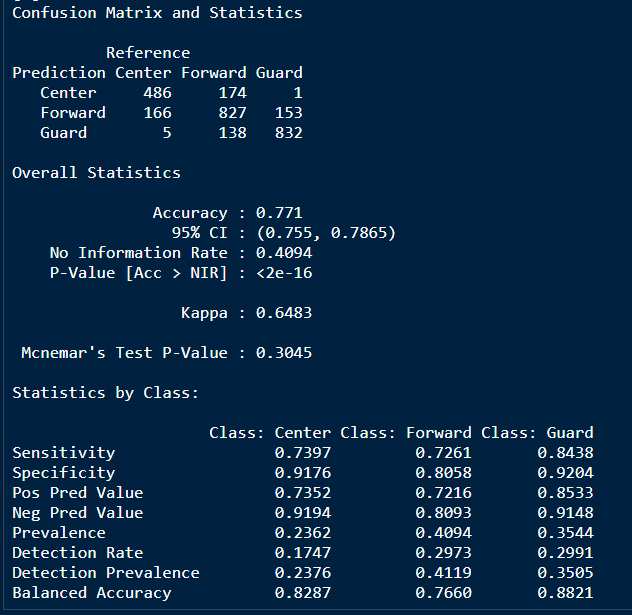 Confusion Matrix and Statistics
Reference
Prediction Center Forward Guard
Center 486 174 1
Forward 166 827 153
Guard 5 138 832
Overall Statistics
Accuracy : 0.771
95% CI : (0.755, 0.7865)
No Information Rate : 0.4094
P-Value [Acc > NIR] : <2e-16
Kappa : 0.6483
Mcnemar's Test P-Value : 0.3045
Statistics by Class:
Class: Center Class: Forward Class: Guard
Sensitivity 0.7397 0.7261 0.8438
Specificity 0.9176 0.8058 0.9204
Pos Pred Value 0.7352 0.7216 0.8533
Neg Pred Value 0.9194 0.8093 0.9148
Prevalence 0.2362 0.4094 0.3544
Detection Rate 0.1747 0.2973 0.2991
Detection Prevalence 0.2376 0.4119 0.3505
Balanced Accuracy 0.8287 0.7660 0.8821